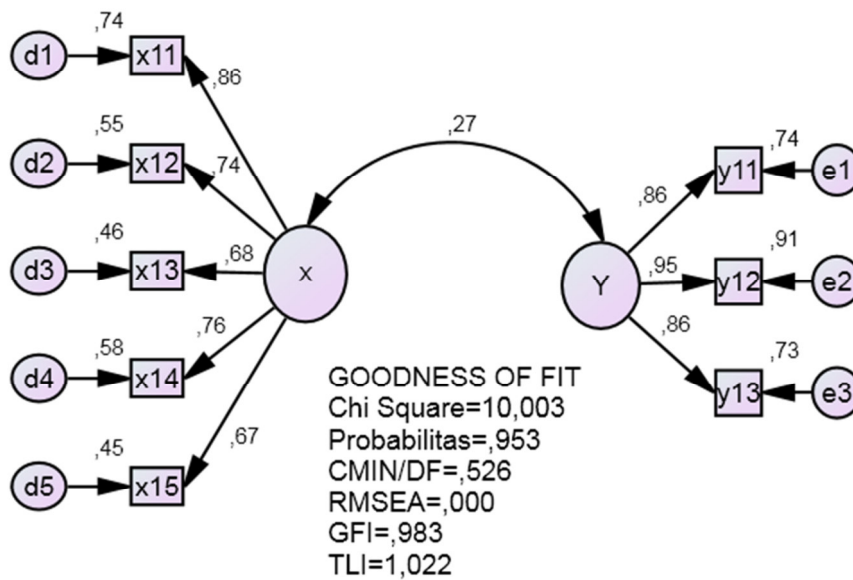 ,74
d1
x11
,86
,55
d2
x12
,74
,46
d3
x13
,68
,58
d4
x14
,76
,45
d5
x15
,67
x
,27
Y
,86
y11
,74
e1
,95
y12
,91
e2
,86
y13
,73
e3
GOODNESS OF FIT
Chi Square=10,003
Probabilitas=,953
CMIN/DF=,526
RMSEA=,000
GFI=,983
TLI=1,022